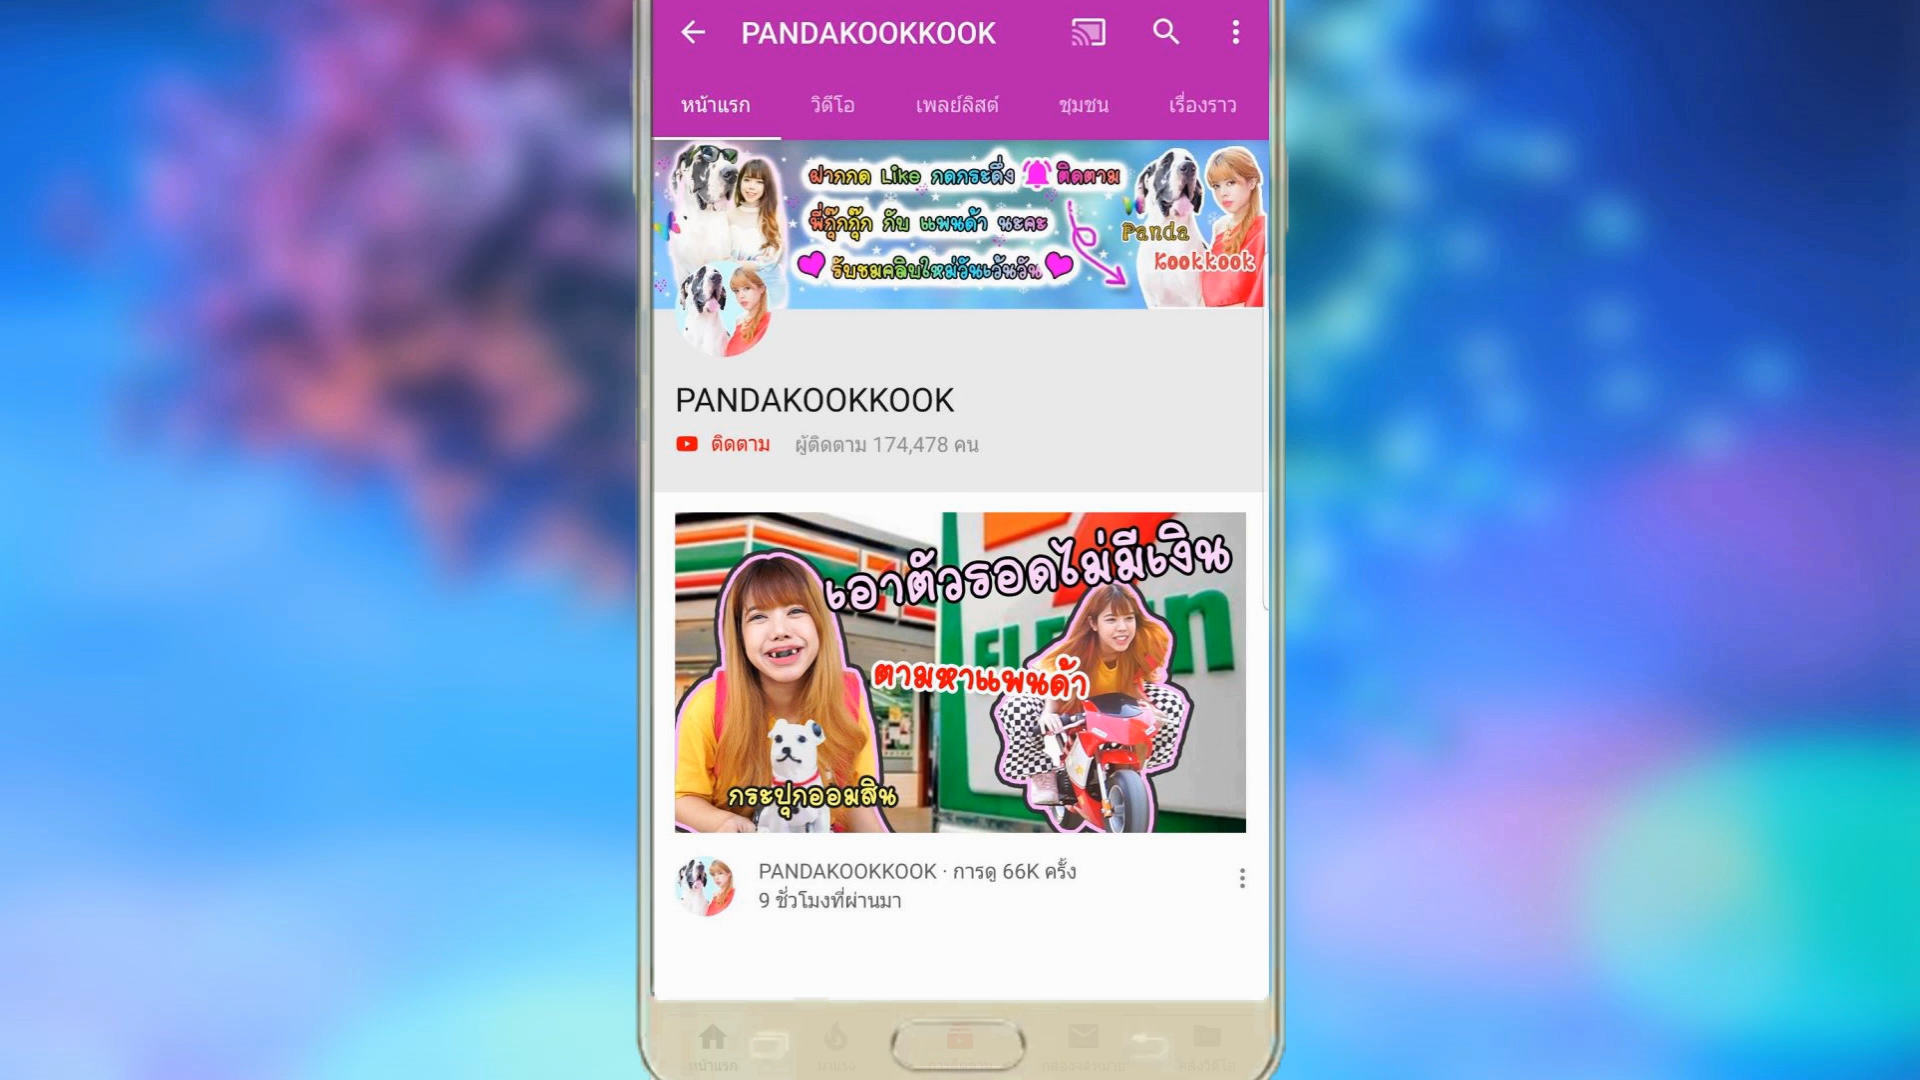 PANDAKOOKKOOK
หน้าแรก วิดีโอ เพลย์ลิสต์ ชุมชน เรื่องราว
ฝากกด Like กดกระดิ่ง ติดตาม
พี่กุ๊กกุ๊ก กับ แพนด้า นะคะ
รับชมคลิบใหม่วันเว้นวัน
Panda
Kookkook
PANDAKOOKKOOK
ติดตาม ผู้ติดตาม 174,478 คน
เอาตัวรอดไม่มีเงิน
ตามหาแพนด้า
กระปุกออมสิน
PANDAKOOKKOOK · การดู 66K ครั้ง
9 ชั่วโมงที่ผ่านมา
หน้าแรก